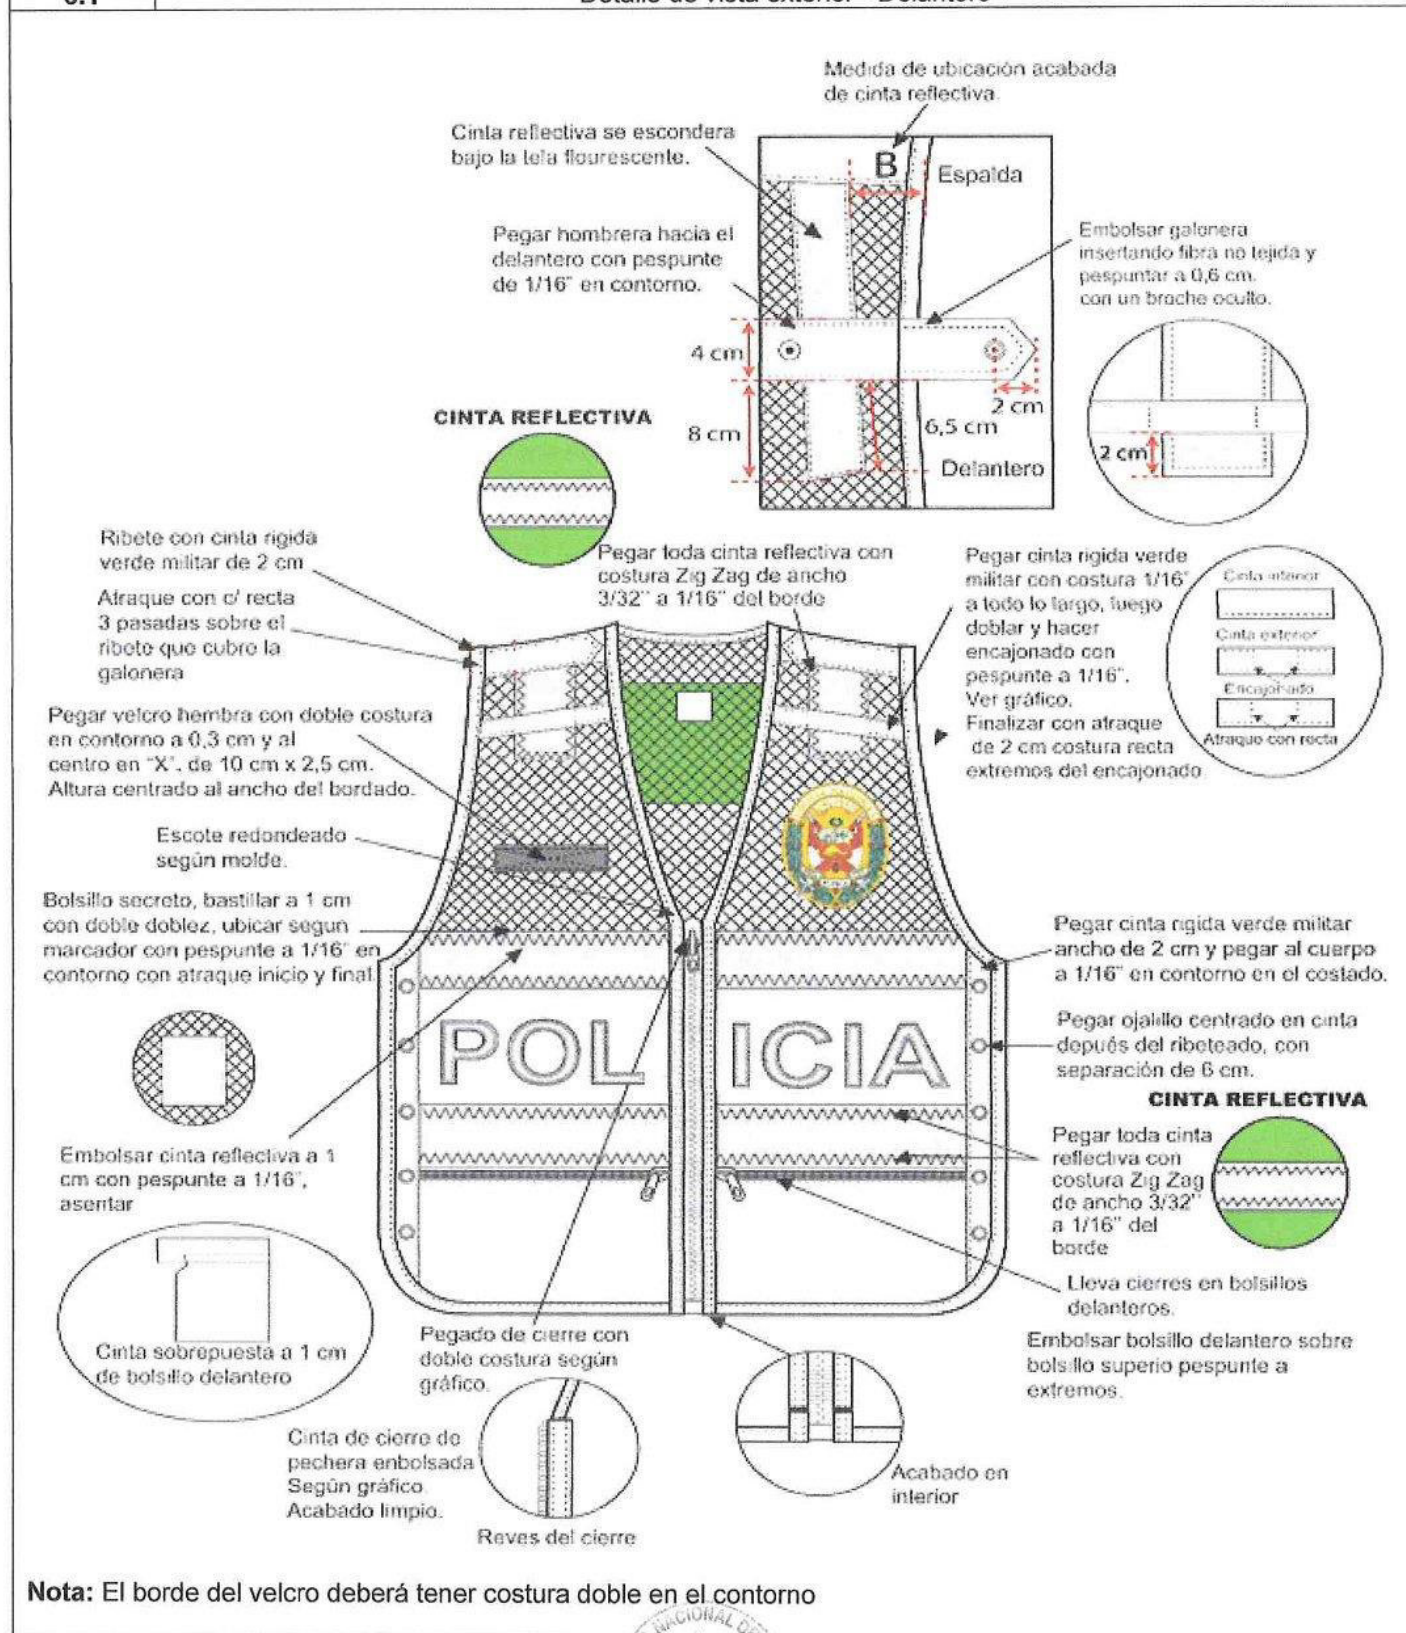 Medida de ubicación acabada
de cinta reflectiva
Cinta reflectiva se escondera
bajo la tela flourescente.
B
Espalda
Pegar hombrera hacia el
delantero con pespunte
de 1/16" en contorno.
Embolsar galonera
insertando fibra no tejida y
pespuntar a 0,6 cm.
con un broche oculto.
4 cm
2 cm
8 cm
6,5 cm
Delantero
2 cm
CINTA REFLECTIVA
Ribete con cinta rigida
verde militar de 2 cm
Atraque con c/ recta
3 pasadas sobre el
ribete que cubre la
galonera
Pegar toda cinta reflectiva con
costura Zig Zag de ancho
3/32" a 1/16" del borde
Pegar cinta rigida verde
militar con costura 1/16"
a todo lo largo, luego
doblar y hacer
encajonado con
pespunte a 1/16".
Ver gráfico.
Finalizar con atraque
de 2 cm costura recta
extremos del encajonado
Cinta interior
Cinta exterior
Encajonado
Atraque con recta
Pegar velcro hembra con doble costura
en contorno a 0,3 cm y al
centro en "X". de 10 cm x 2,5 cm.
Altura centrado al ancho del bordado.
Escote redondeado
según molde.
Bolsillo secreto, bastillar a 1 cm
con doble doblez, ubicar segun
marcador con pespunte a 1/16" en
contorno con atraque inicio y final.
Pegar cinta rigida verde militar
ancho de 2 cm y pegar al cuerpo
a 1/16" en contorno en el costado.
POL ICIA
Pegar ojalillo centrado en cinta
depués del ribeteado, con
separación de 6 cm.
CINTA REFLECTIVA
Pegar toda cinta
reflectiva con
costura Zig Zag
de ancho 3/32"
a 1/16" del
borde
Embolsar cinta reflectiva a 1
cm con pespunte a 1/16",
asentar
Cinta sobrepuesta a 1 cm
de bolsillo delantero
Lleva cierres en bolsillos
delanteros.
Embolsar bolsillo delantero sobre
bolsillo superio pespunte a
extremos.
Pegado de cierre con
doble costura según
gráfico.
Cinta de cierre de
pechera enbolsada
Según gráfico
Acabado limpio.
Reves del cierre
Acabado en
interior
Nota: El borde del velcro deberá tener costura doble en el contorno
NACIONAL DE